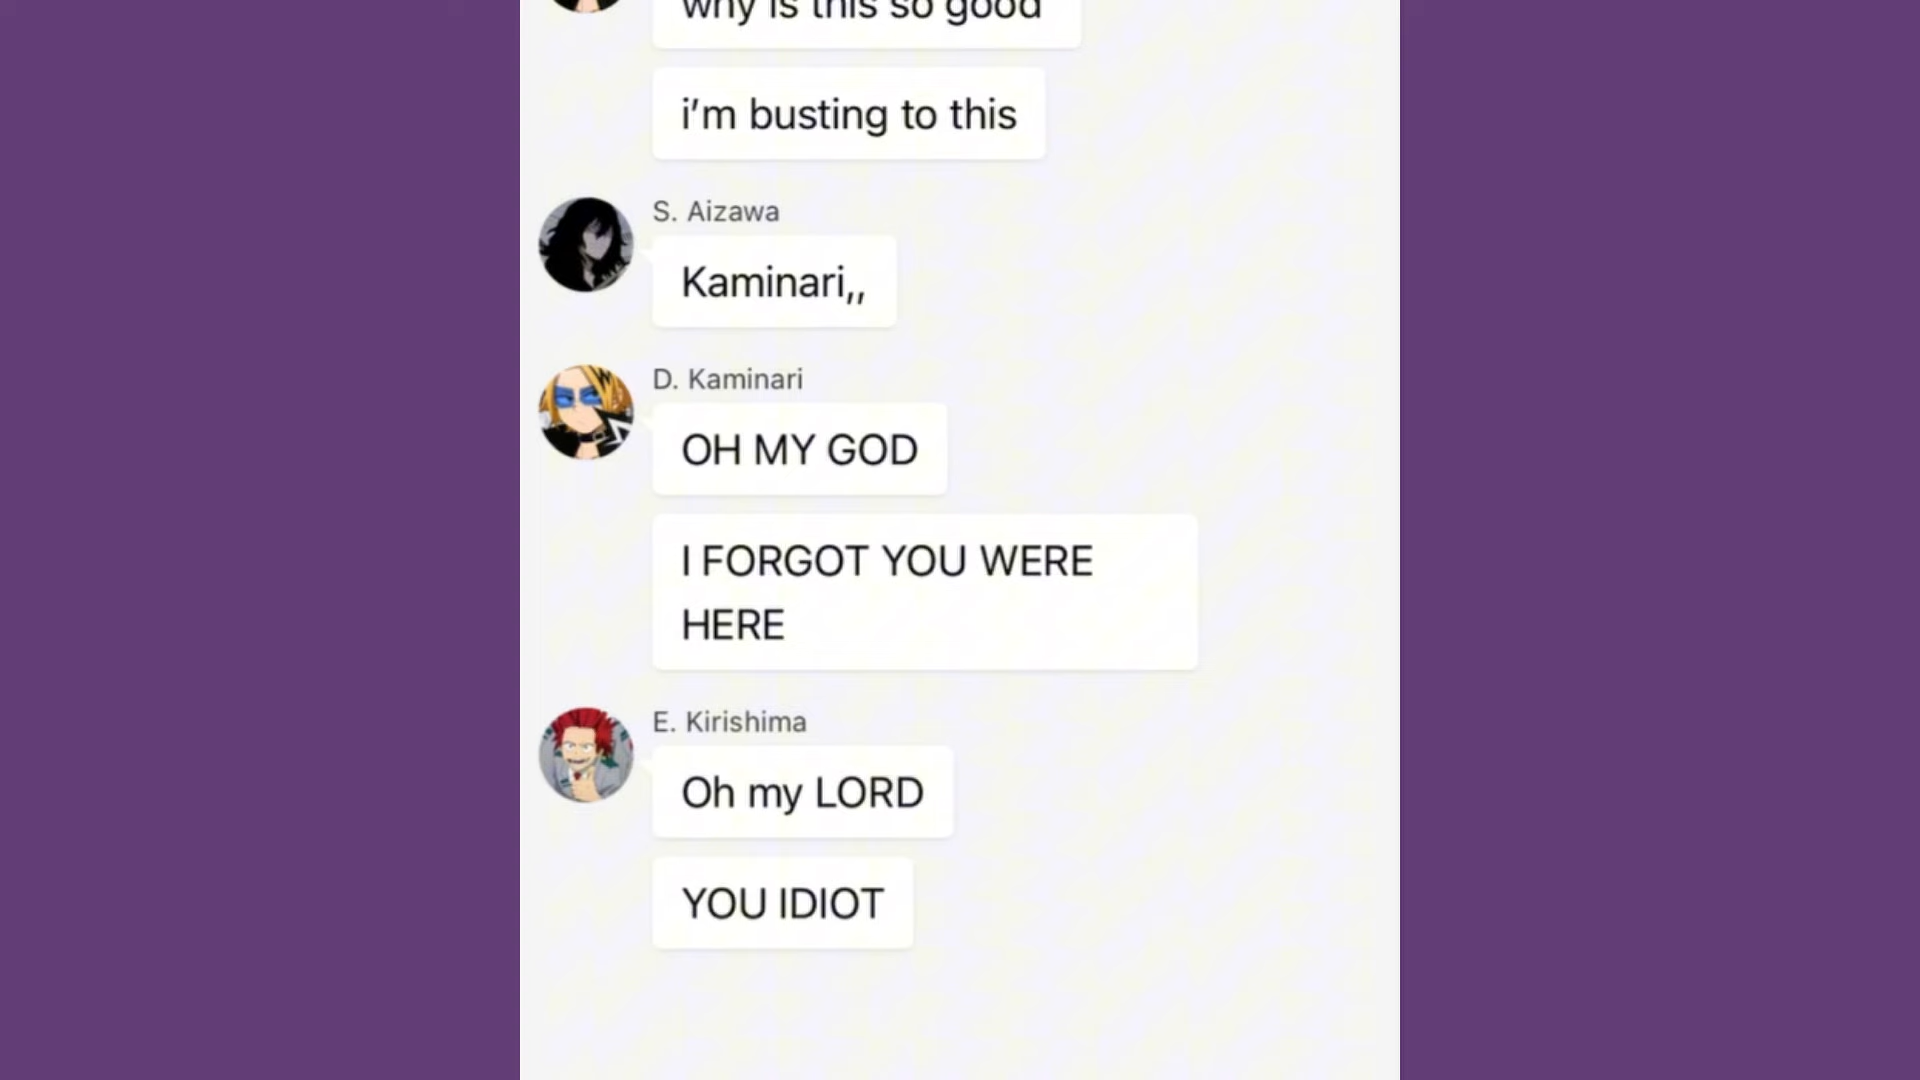 why is this so good
i’m busting to this
S. Aizawa
Kaminari,,
D. Kaminari
OH MY GOD
I FORGOT YOU WERE
HERE
E. Kirishima
Oh my LORD
YOU IDIOT